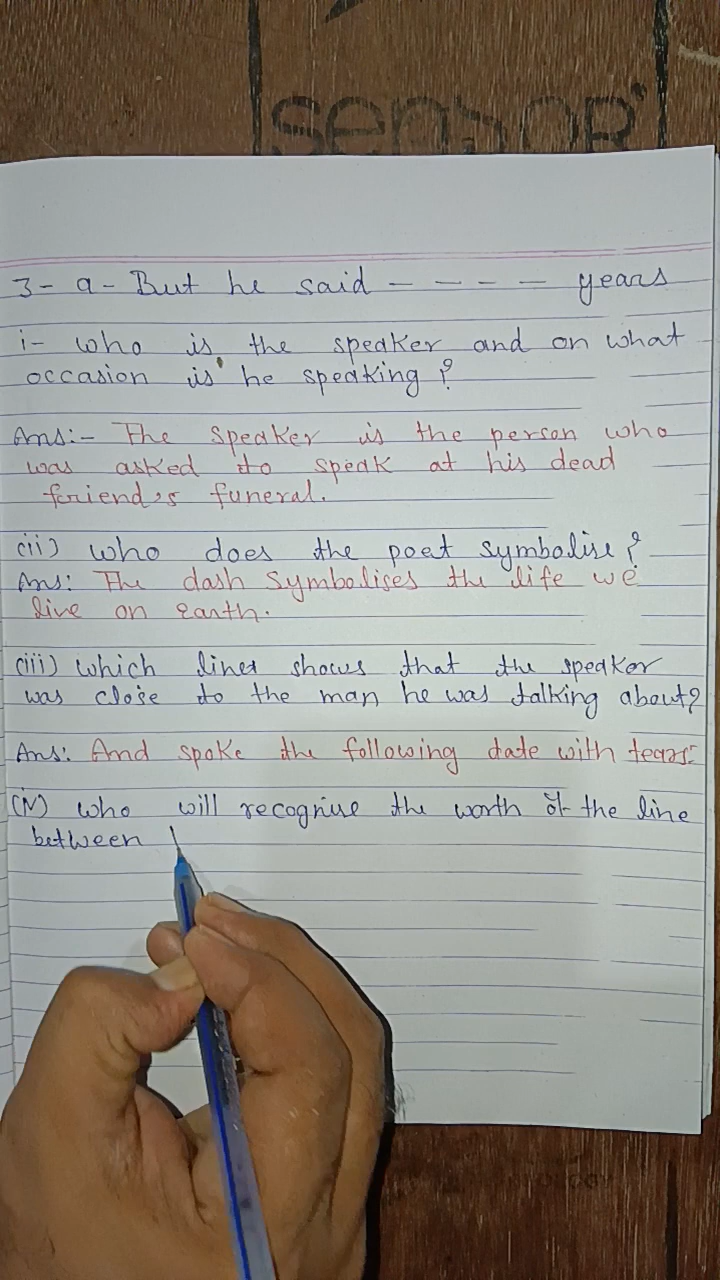 sensor
3- a- But he said - - - - years
i- who is the speaker and on what
occasion is he speaking ?
Ans:- The speaker is the person who
was asked to speak at his dead
friend's funeral.
(ii) who does the poet symbolise ?
Ans: The dash symbolises the life we
live on earth.
(iii) which lines shows that the speaker
was close to the man he was talking about?
Ans: And spoke the following date with tears.
(iv) who will recognise the worth of the line
between